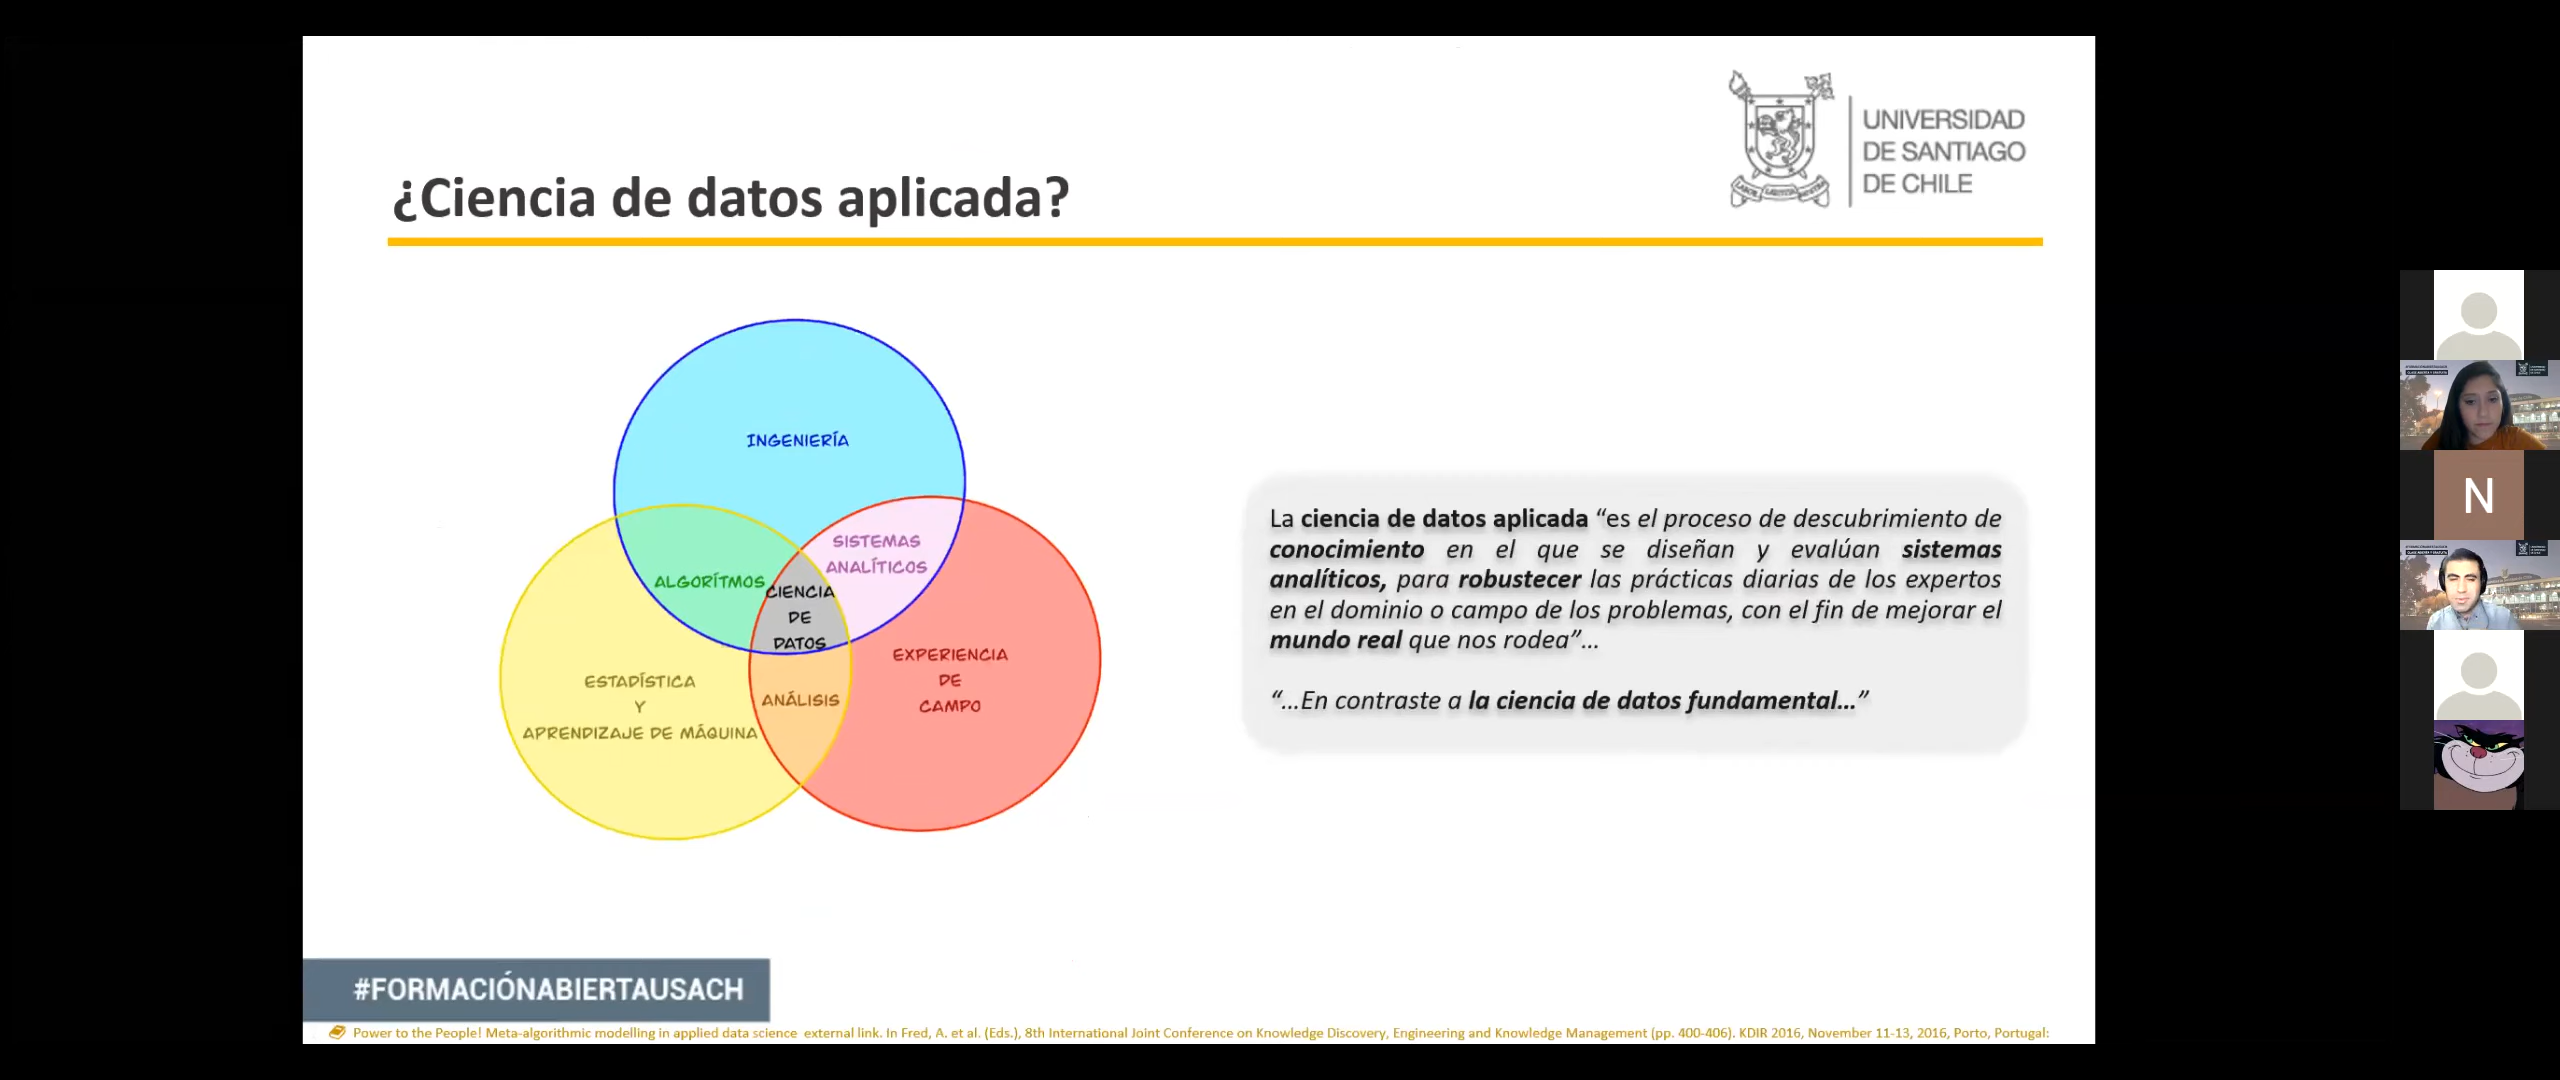 UNIVERSIDAD
DE SANTIAGO
DE CHILE
¿Ciencia de datos aplicada?
INGENIERÍA
SISTEMAS
ANALÍTICOS
ALGORÍTMOS
CIENCIA
DE
DATOS
EXPERIENCIA
DE
CAMPO
ESTADÍSTICA
Y
APRENDIZAJE DE MÁQUINA
ANÁLISIS
La ciencia de datos aplicada “es el proceso de descubrimiento de
conocimiento en el que se diseñan y evalúan sistemas
analíticos, para robustecer las prácticas diarias de los expertos
en el dominio o campo de los problemas, con el fin de mejorar el
mundo real que nos rodea”...
“...En contraste a la ciencia de datos fundamental...”
N
#FORMACIÓNABIERTAUSACH
Power to the People! Meta-algorithmic modelling in applied data science external link. In Fred, A. et al. (Eds.), 8th International Joint Conference on Knowledge Discovery, Engineering and Knowledge Management (pp. 400-406). KDIR 2016, November 11-13, 2016, Porto, Portugal: